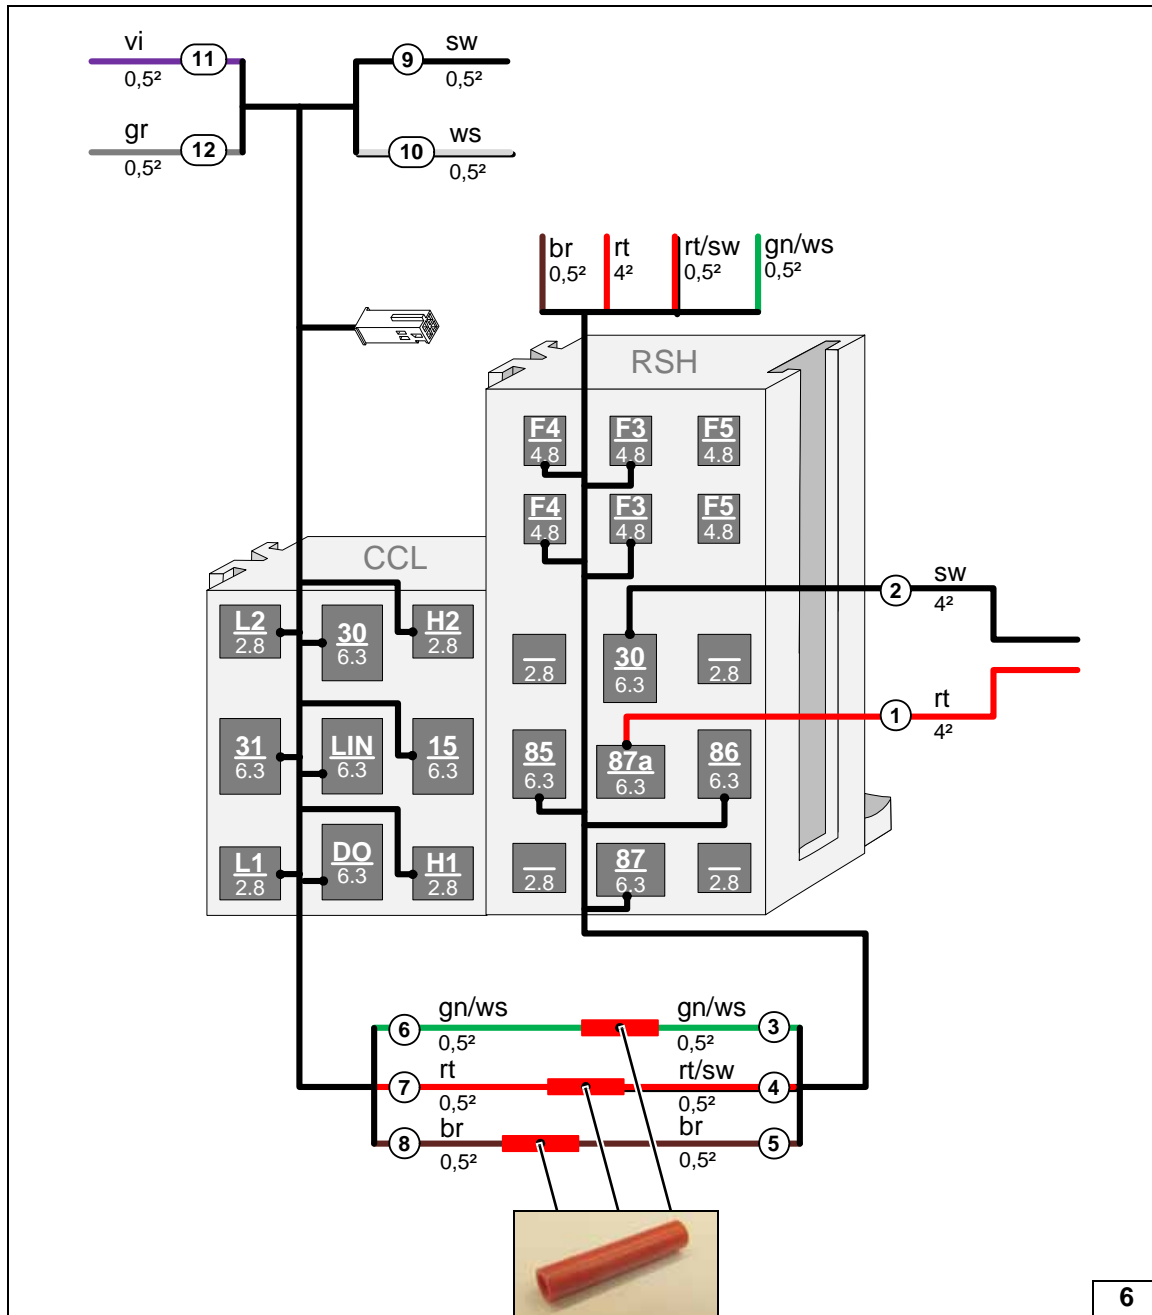 vi
11
0,5²
9
sw
0,5²
gr
12
0,5²
10
ws
0,5²
br
0,5²
rt
4²
rt/sw
0,5²
gn/ws
0,5²
RSH
F4
4.8
F3
4.8
F5
4.8
F4
4.8
F3
4.8
F5
4.8
CCL
2
sw
4²
L2
2.8
30
6.3
H2
2.8
2.8
30
6.3
2.8
1
rt
4²
31
6.3
LIN
6.3
15
6.3
85
6.3
87a
6.3
86
6.3
L1
2.8
DO
6.3
H1
2.8
2.8
87
6.3
2.8
6
gn/ws
0,5²
gn/ws
0,5²
3
7
rt
0,5²
rt/sw
0,5²
4
8
br
0,5²
br
0,5²
5
6